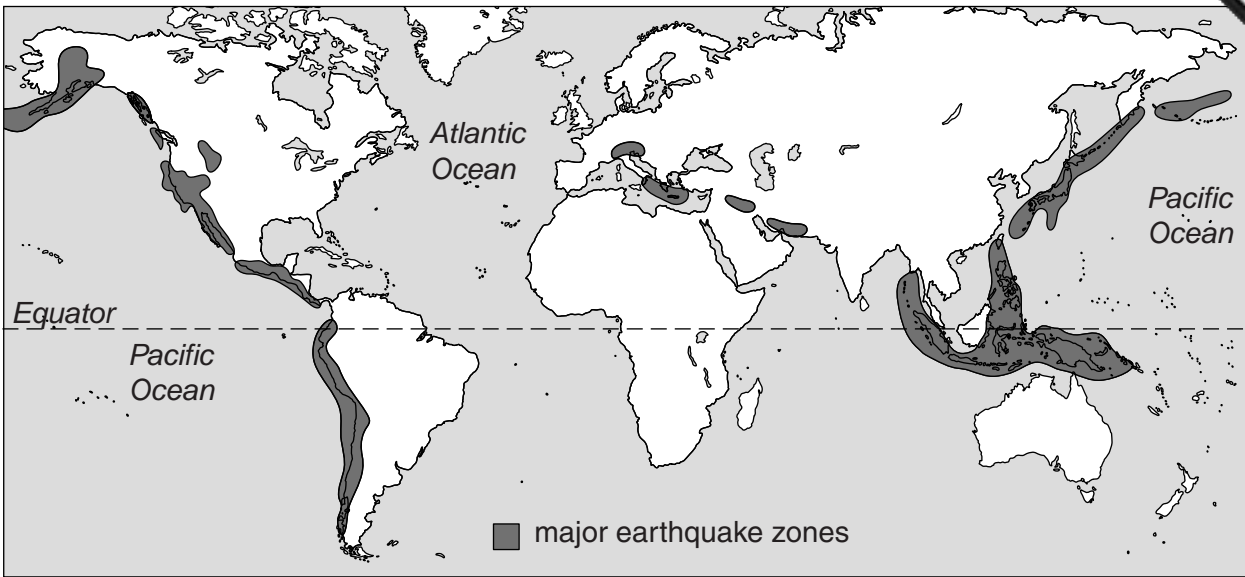 Atlantic
Ocean
Pacific
Ocean
Equator
Pacific
Ocean
major earthquake zones